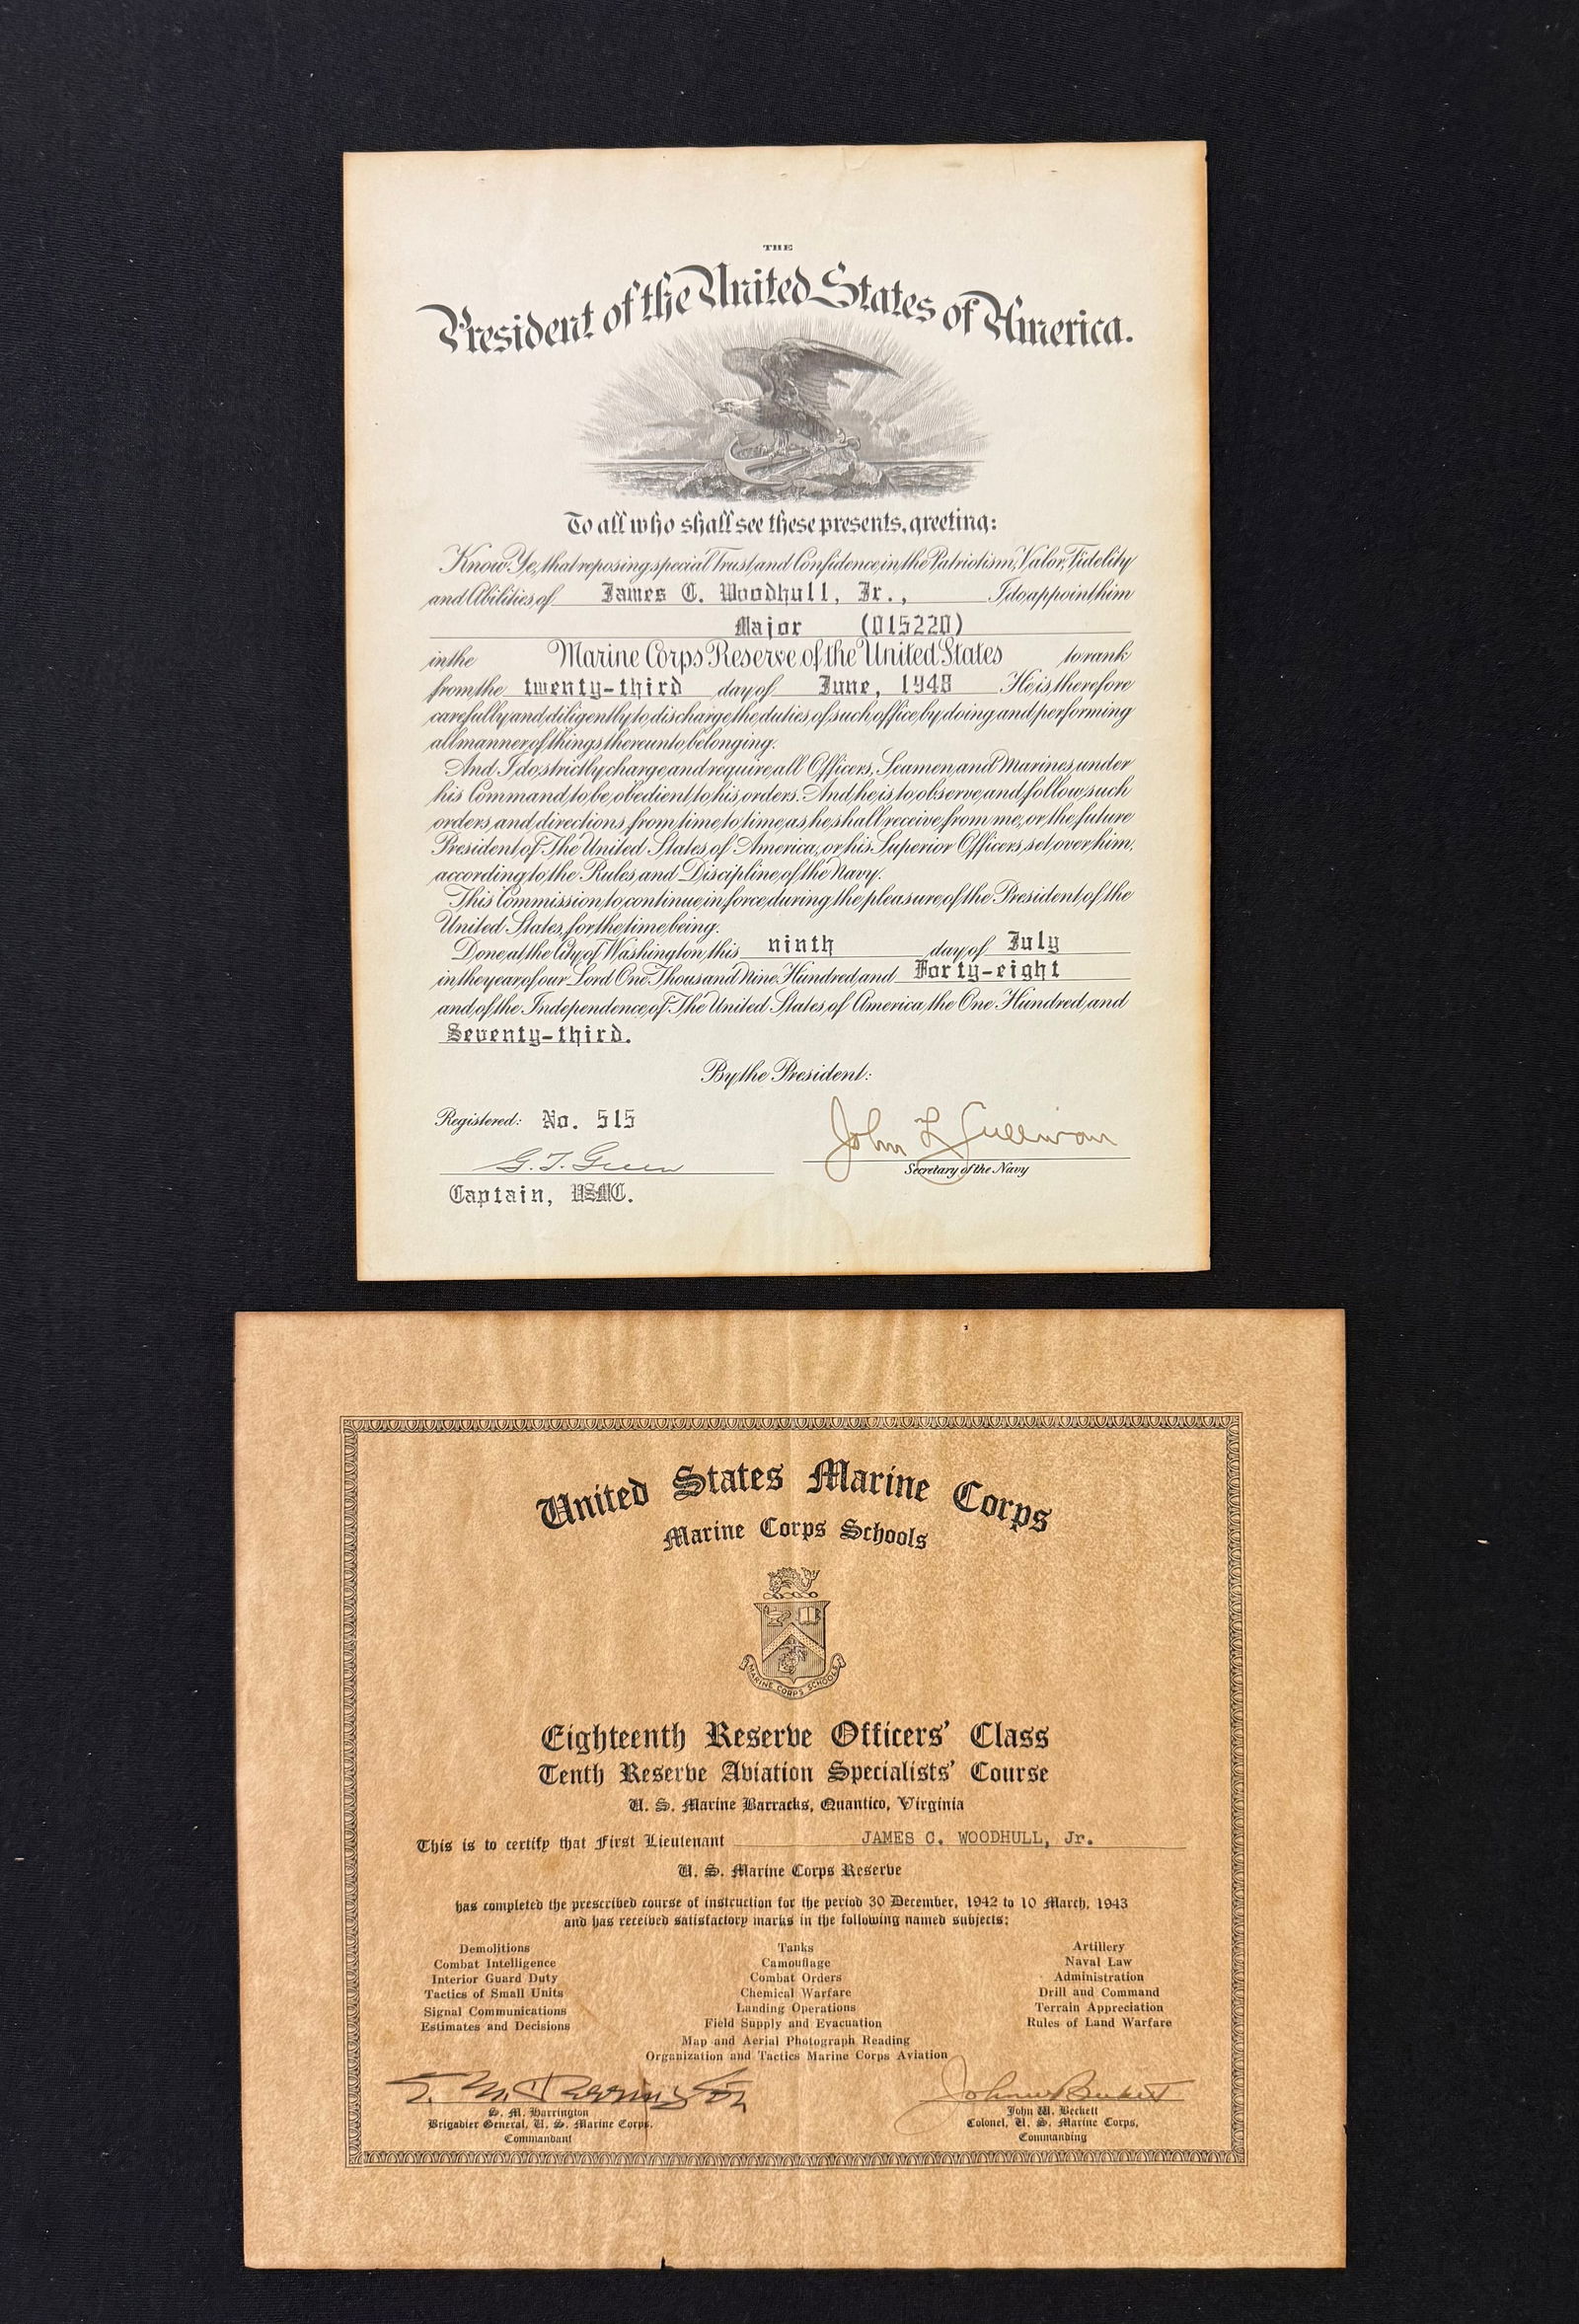 THE
President of the United States of America.
To all who shall see these presents, greeting:
Know Ye, that reposing special Trust and Confidence in the Patriotism, Valor, Fidelity
and Abilities of James C. Woodhull, Jr., I do appoint him
Major (015220)
in the Marine Corps Reserve of the United States to rank
from the twenty-third day of June, 1948 He is therefore
carefully and diligently to discharge the duties of such office by doing and performing
all manner of things thereunto belonging.
And I do strictly charge and require all Officers, Seamen and Marines under
his Command to be obedient to his orders. And he is to observe and follow such
orders and directions from time to time as he shall receive from me, or the future
President of The United States of America, or his Superior Officers set over him,
according to the Rules and Discipline of the Navy.
This Commission to continue in force during the pleasure of the President of the
United States, for the time being.
Done at the City of Washington, this ninth day of July
in the year of our Lord One Thousand Nine Hundred and Forty-eight
and of the Independence of The United States of America, the One Hundred and
Seventy-third.
By the President:
Registered: No. 515
John L Sullivan
G. T. Green
Secretary of the Navy
Captain, USMC.
United States Marine Corps
Marine Corps Schools
MARINE CORPS SCHOOLS
Eighteenth Reserve Officers' Class
Tenth Reserve Aviation Specialists' Course
U. S. Marine Barracks, Quantico, Virginia
This is to certify that First Lieutenant JAMES C. WOODHULL, Jr.
U. S. Marine Corps Reserve
has completed the prescribed course of instruction for the period 30 December, 1942 to 10 March, 1943
and has received satisfactory marks in the following named subjects:
Demolitions Tanks Artillery
Combat Intelligence Camouflage Naval Law
Interior Guard Duty Combat Orders Administration
Tactics of Small Units Chemical Warfare Drill and Command
Signal Communications Landing Operations Terrain Appreciation
Estimates and Decisions Field Supply and Evacuation Rules of Land Warfare
Map and Aerial Photograph Reading
Organization and Tactics Marine Corps Aviation
S. M. Harrington John W Beckett
S. M. Harrington John W. Beckett
Brigadier General, U. S. Marine Corps. Colonel, U. S. Marine Corps,
Commandant Commanding